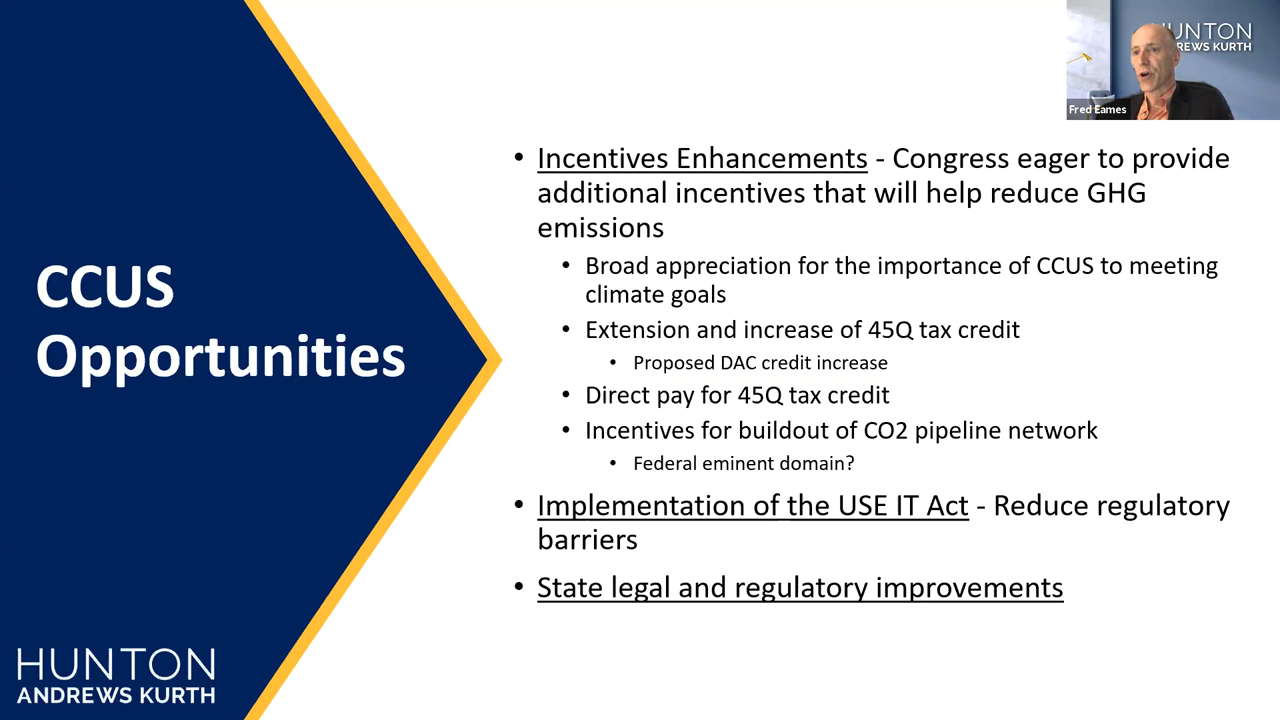 HUNTON
ANDREWS KURTH
Fred Eames
CCUS
Opportunities
• Incentives Enhancements - Congress eager to provide
additional incentives that will help reduce GHG
emissions
• Broad appreciation for the importance of CCUS to meeting
climate goals
• Extension and increase of 45Q tax credit
• Proposed DAC credit increase
• Direct pay for 45Q tax credit
• Incentives for buildout of CO2 pipeline network
• Federal eminent domain?
• Implementation of the USE IT Act - Reduce regulatory
barriers
• State legal and regulatory improvements
HUNTON
ANDREWS KURTH